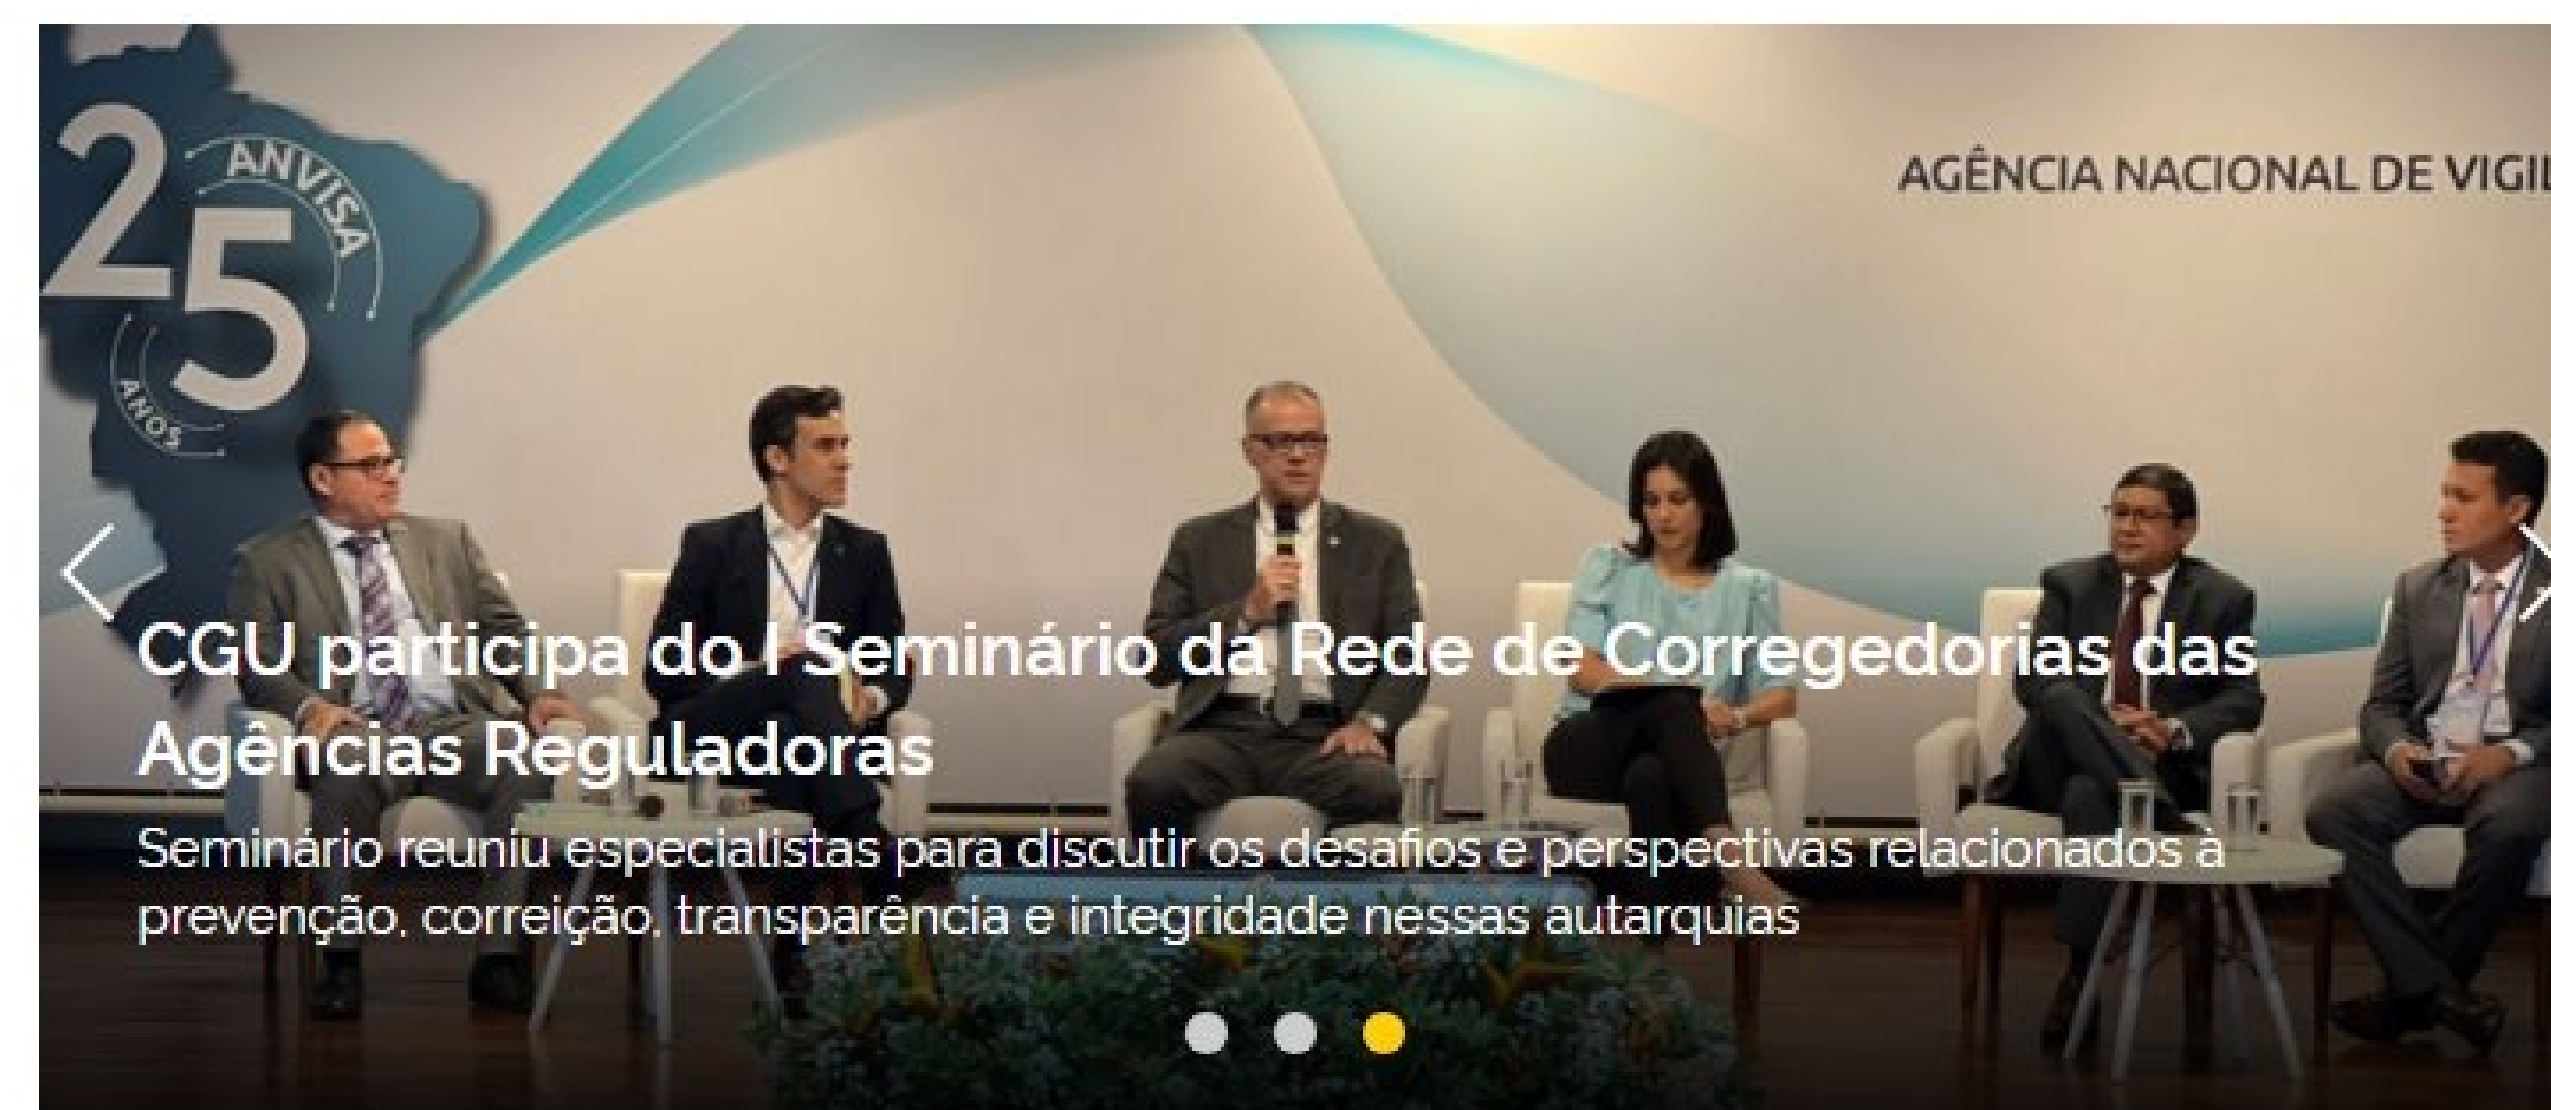 25
ANVISA
ANOS
AGÊNCIA NACIONAL DE VIGIL
CGU participa do I Seminário da Rede de Corregedorias das
Agências Reguladoras
Seminário reuniu especialistas para discutir os desafios e perspectivas relacionados à
prevenção, correição, transparência e integridade nessas autarquias